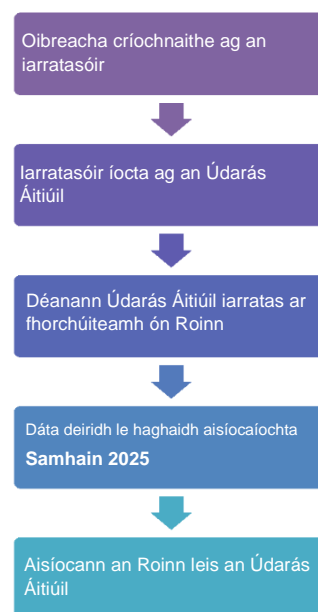 Oibreacha críochnaithe ag an
iarratasóir
Iarratasóir íoctha ag an Údarás
Áitiúil
Déanann Údarás Áitiúil iarratas ar
fhorchúiteamh ón Roinn
Dáta deiridh le haghaidh aisíocaíochta
Samhain 2025
Aisíocann an Roinn leis an Údarás
Áitiúil